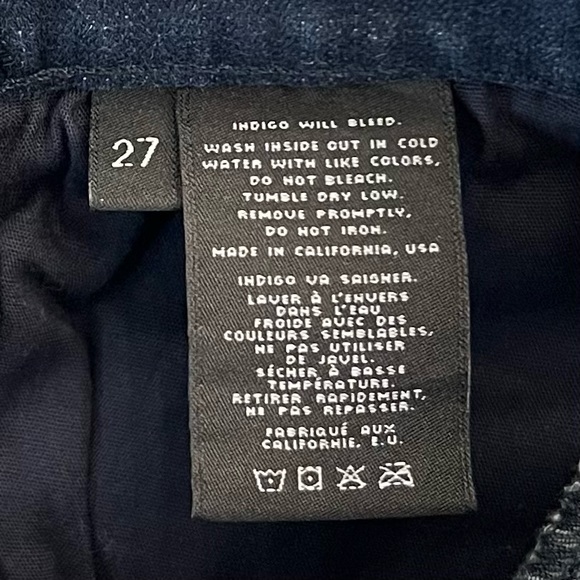 27
INDIGO WILL BLEED.
WASH INSIDE OUT IN COLD
WATER WITH LIKE COLORS,
DO NOT BLEACH.
TUMBLE DRY LOW.
REMOVE PROMPTLY,
DO NOT IRON.
MADE IN CALIFORNIA, USA
INDIGO VA SAIGNER.
LAVER À L'ENVERS
DANS L'EAU
FROIDE AVEC DES
COULEURS SEMBLABLES,
NE PAS UTILISER
DE JAVEL.
SÉCHER À BASSE
TEMPÉRATURE.
RETIRER RAPIDEMENT,
NE PAS REPASSER.
FABRIQUÉ AUX
CALIFORNIE, E.U.